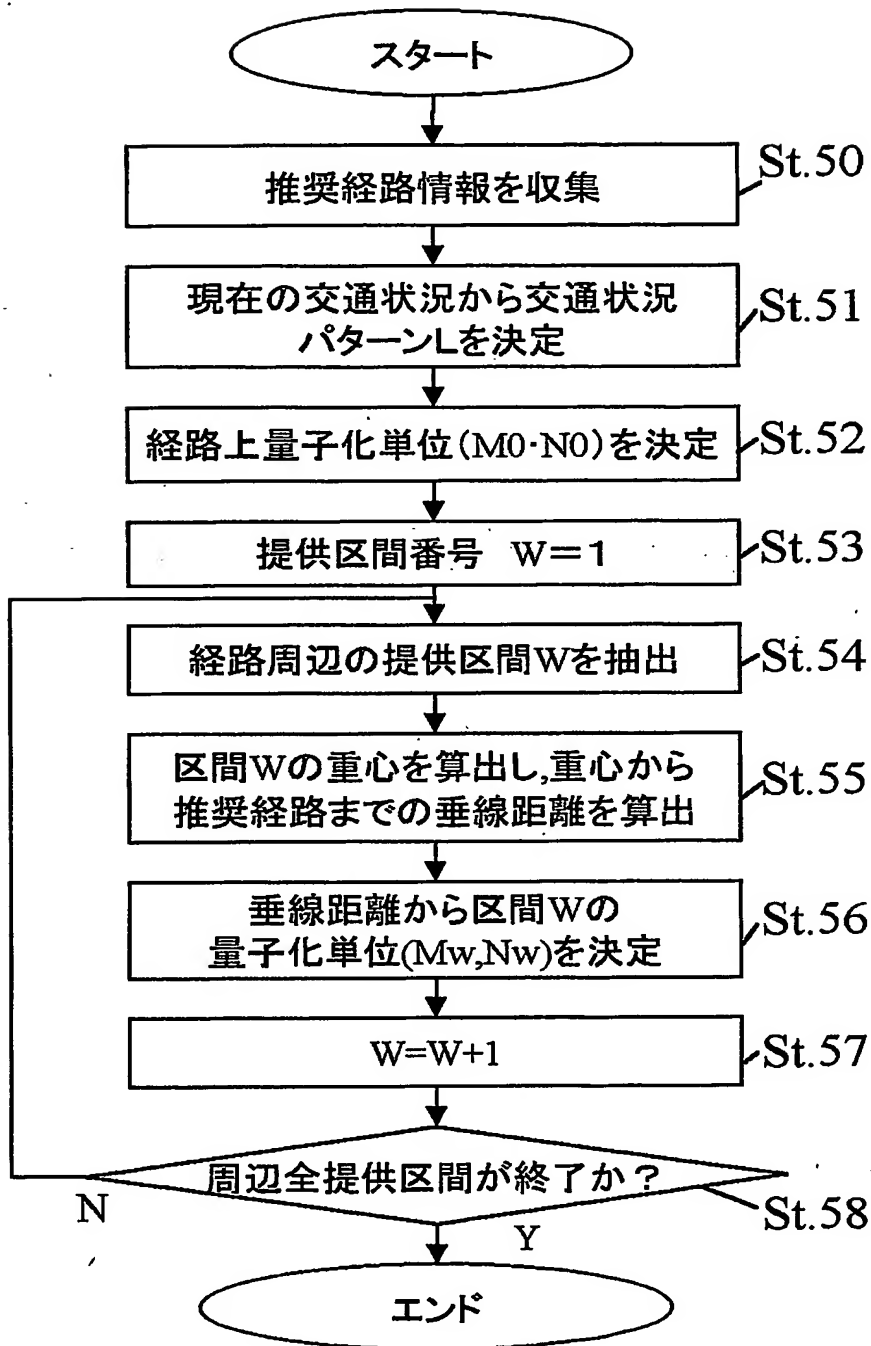 スタート
推奨経路情報を収集
St.50
現在の交通状況から交通状況
パターンLを決定
St.51
経路上量子化単位(M0·N0)を決定
St.52
提供区間番号 W=1
St.53
経路周辺の提供区間Wを抽出
St.54
区間Wの重心を算出し,重心から
推奨経路までの垂線距離を算出
St.55
垂線距離から区間Wの
量子化単位(Mw,Nw)を決定
St.56
W=W+1
St.57
周辺全提供区間が終了か?
St.58
N
Y
エンド